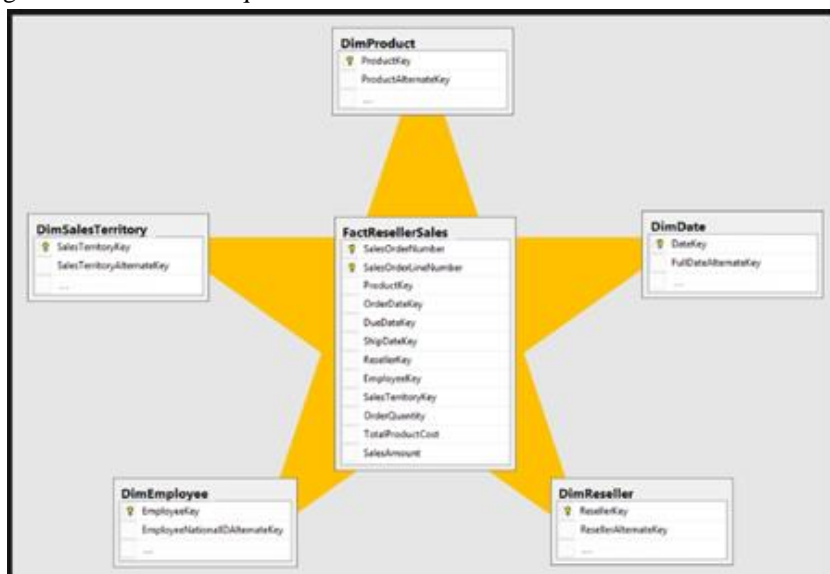 DimProduct
ProductKey
ProductAlternateKey
...
DimSalesTerritory
SalesTerritoryKey
SalesTerritoryAlternateKey
...
FactResellerSales
SalesOrderNumber
SalesOrderLineNumber
ProductKey
OrderDateKey
DueDateKey
ShipDateKey
ResellerKey
EmployeeKey
SalesTerritoryKey
OrderQuantity
TotalProductCost
SalesAmount
DimDate
DateKey
FullDateAlternateKey
...
DimEmployee
EmployeeKey
EmployeeNationalIDAlternateKey
...
DimReseller
ResellerKey
ResellerAlternateKey
...